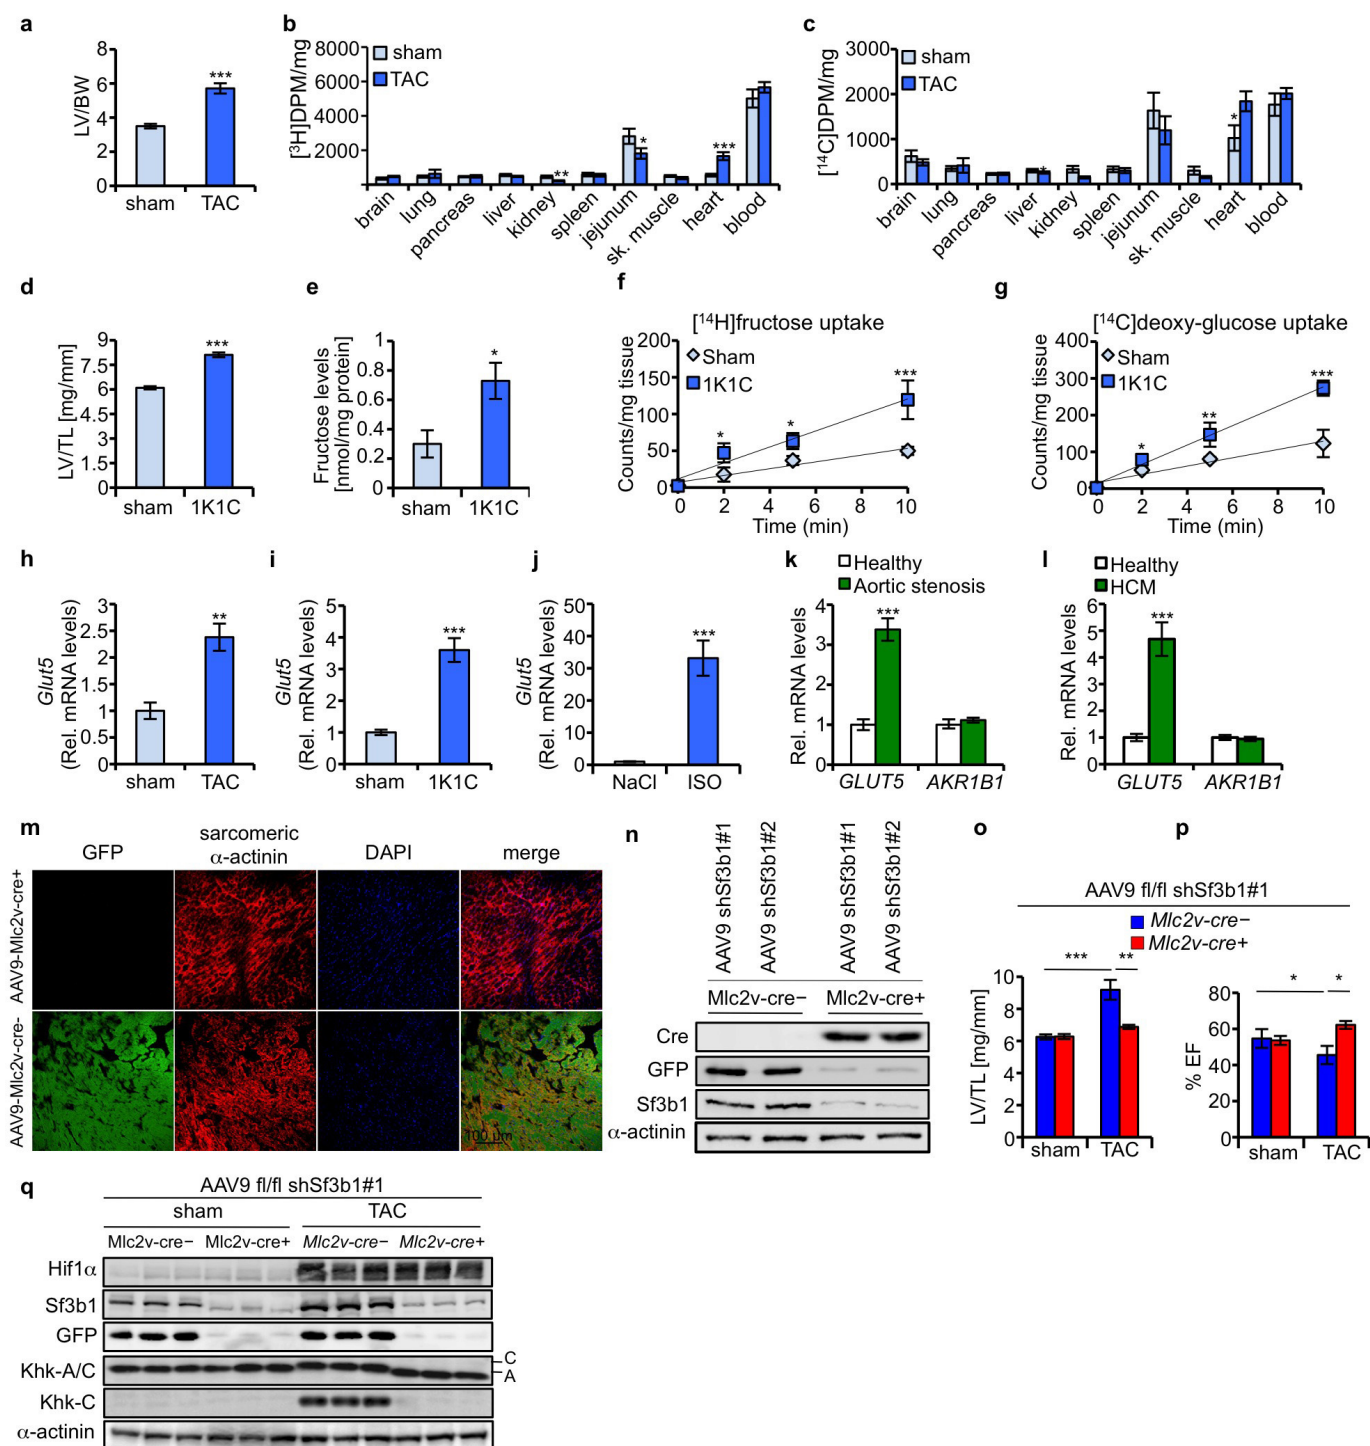 a
LV/BW
8
6
4
2
0
***
sham
TAC
b
[³H]DPM/mg
8000
6000
4000
2000
sham
TAC
**
*
***
brain
lung
pancreas
liver
kidney
spleen
jejunum
sk. muscle
heart
blood
c
[¹⁴C]DPM/mg
3000
2000
1000
0
sham
TAC
*
*
brain
lung
pancreas
liver
kidney
spleen
jejunum
sk. muscle
heart
blood
d
LV/TL [mg/mm]
9
7.5
6
4.5
3
1.5
0
***
sham
1K1C
e
Fructose levels
[nmol/mg protein)
1
0.8
0.6
0.4
0.2
0
*
sham
1K1C
f
[¹⁴H]fructose uptake
Counts/mg tissue
200
150
100
50
0
Sham
1K1C
*
*
***
0 2 4 6 8 10
Time (min)
g
[¹⁴C]deoxy-glucose uptake
Counts/mg tissue
400
300
200
100
0
Sham
1K1C
*
**
***
0 2 4 6 8 10
Time (min)
h
Glut5
(Rel. mRNA levels)
3
2.5
2
1.5
1
0.5
0
**
sham
TAC
i
Glut5
(Rel. mRNA levels)
5
4
3
2
1
0
***
sham
1K1C
j
Glut5
(Rel. mRNA levels)
50
40
30
20
10
0
***
NaCl
ISO
k
Healthy
Aortic stenosis
Rel. mRNA levels
4
3
2
1
0
***
GLUT5
AKR1B1
l
Healthy
HCM
Rel. mRNA levels
6
5
4
3
2
1
0
***
GLUT5
AKR1B1
m
GFP
sarcomeric
α-actinin
DAPI
merge
AAV9-Mlc2v-cre+
AAV9-Mlc2v-cre-
100 μm
n
AAV9 shSf3b1#1
AAV9 shSf3b1#2
AAV9 shSf3b1#1
AAV9 shSf3b1#2
Mlc2v-cre−
Mlc2v-cre+
Cre
GFP
Sf3b1
α-actinin
o
p
AAV9 fl/fl shSf3b1#1
Mlc2v-cre−
Mlc2v-cre+
LV/TL [mg/mm]
10
8
6
4
2
0
***
**
sham
TAC
% EF
80
60
40
20
0
*
*
sham
TAC
q
AAV9 fl/fl shSf3b1#1
sham
TAC
Mlc2v-cre−
Mlc2v-cre+
Mlc2v-cre−
Mlc2v-cre+
Hif1α
Sf3b1
GFP
Khk-A/C
C
A
Khk-C
α-actinin